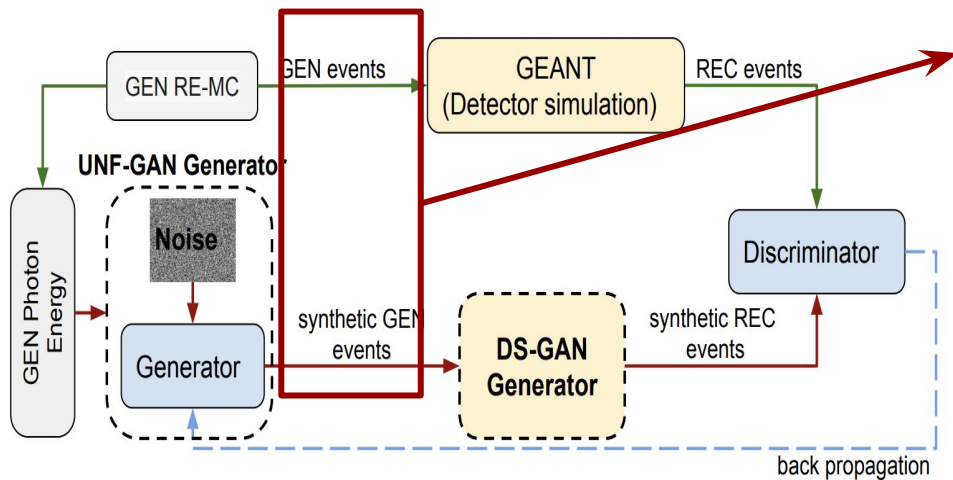 GEN RE-MC
GEN events
GEANT
(Detector simulation)
REC events
UNF-GAN Generator
GEN Photon
Energy
Noise
Generator
synthetic GEN
events
DS-GAN
Generator
synthetic REC
events
Discriminator
back propagation